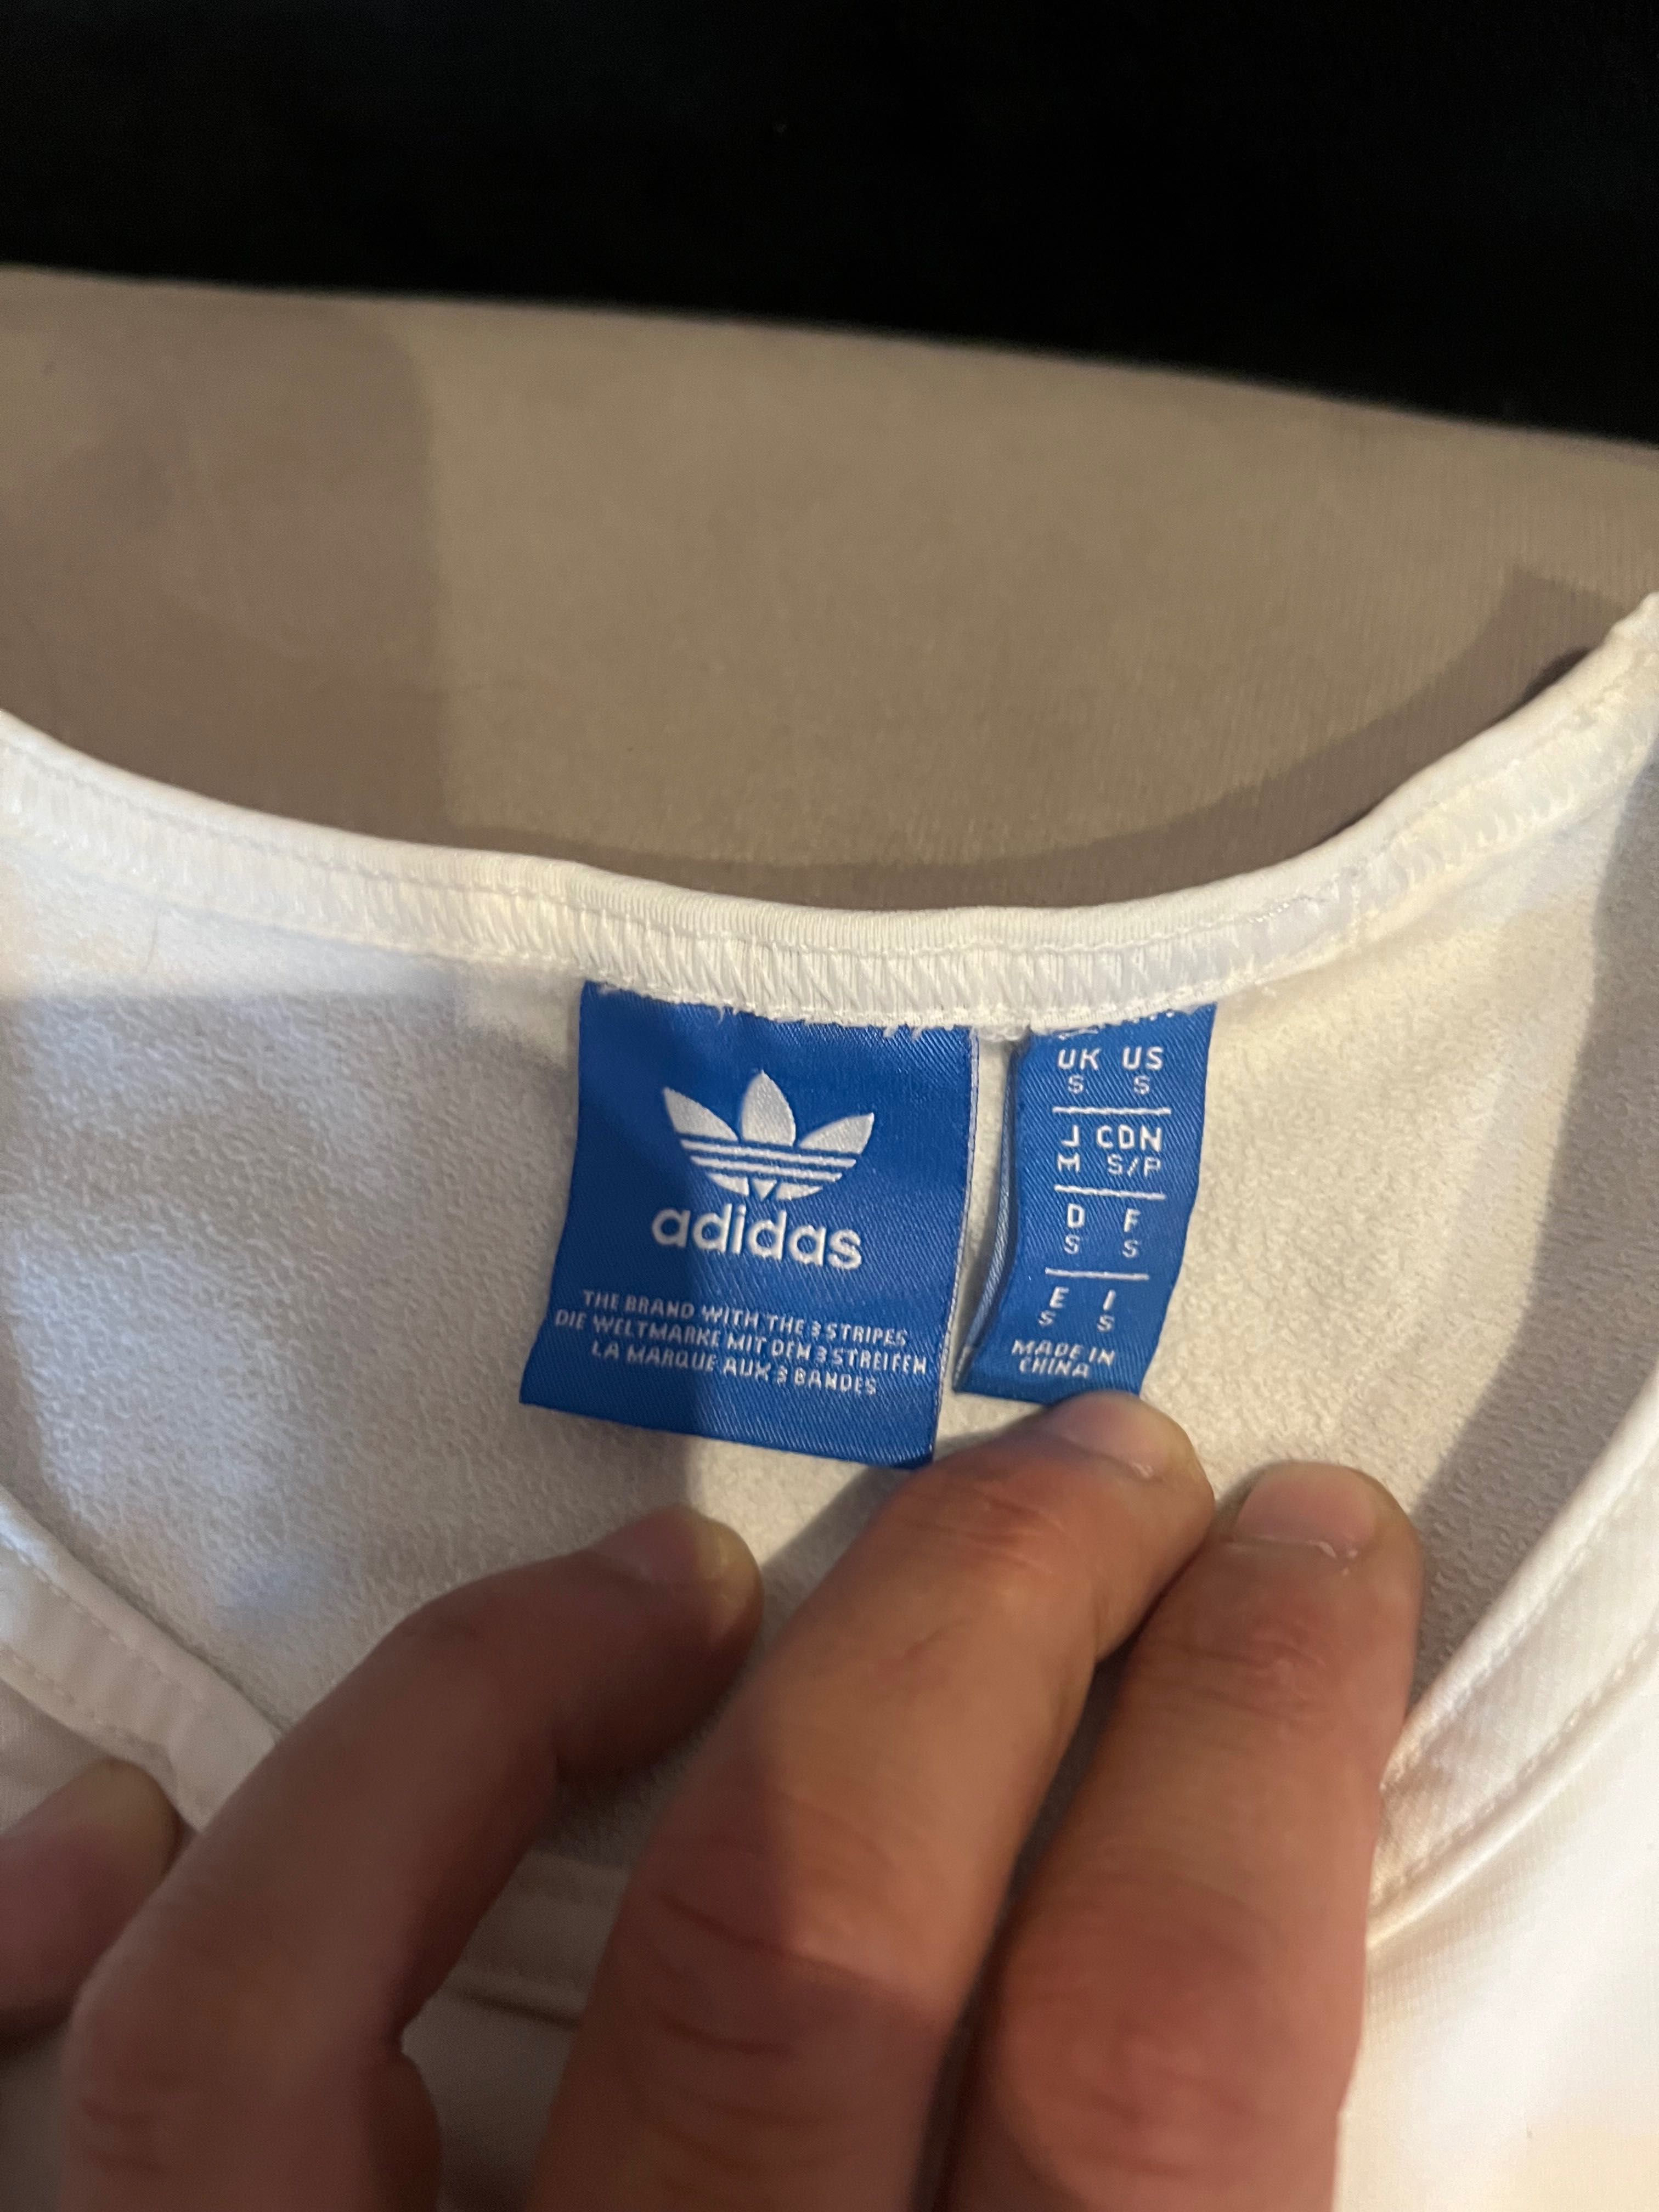 adidas
THE BRAND WITH THE 3 STRIPES
DIE WELTMARKE MIT DEN 3 STREIFEN
LA MARQUE AUX 3 BANDES
UK US
S S
J CDN
M S/P
D F
S S
E I
S S
MADE IN
CHINA